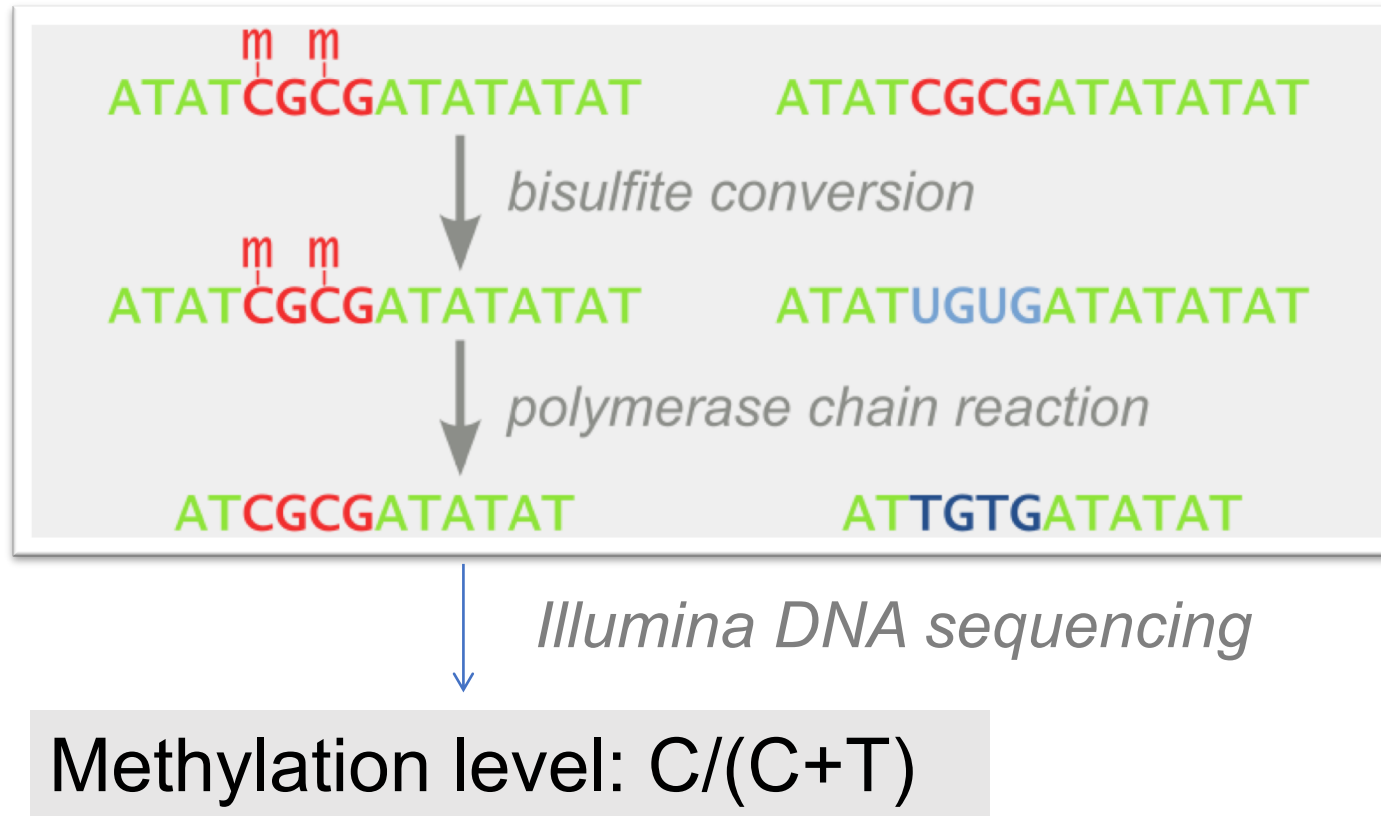 m m m
ATATCGCGATATATAT ATATCGCGATATATAT
bisulfite conversion
m m
ATATCGCGATATATAT ATATUGUGATATATAT
polymerase chain reaction
ATCGCGATATAT ATTGTGATATAT
Illumina DNA sequencing
Methylation level: C/(C+T)